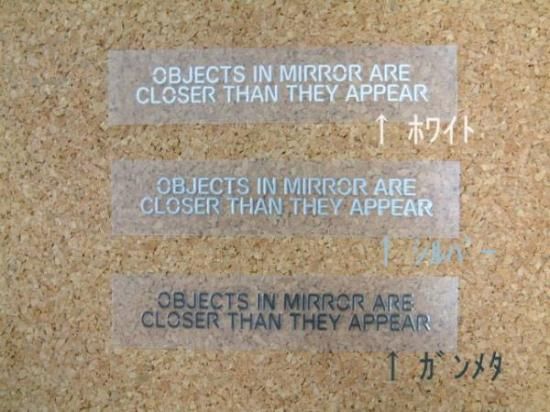 OBJECTS IN MIRROR ARE
CLOSER THAN THEY APPEAR
↑ ホワイト
OBJECTS IN MIRROR ARE
CLOSER THAN THEY APPEAR
↑ シルバー
OBJECTS IN MIRROR ARE
CLOSER THAN THEY APPEAR
↑ ガンメタ